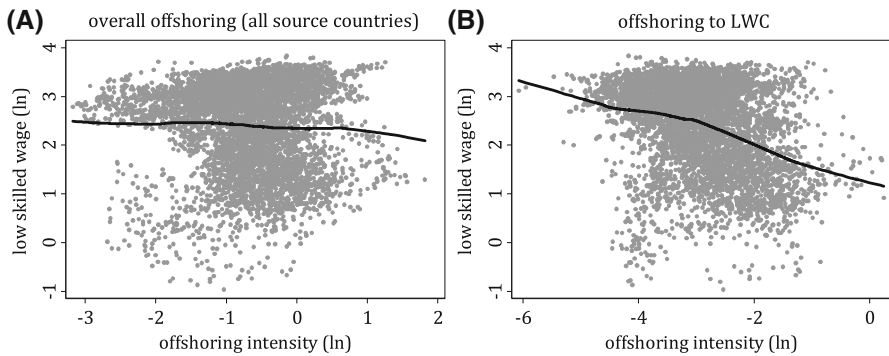 (A)
overall offshoring (all source countries)
low skilled wage (ln)
4
3
2
1
0
-1
-3
-2
-1
0
1
2
offshoring intensity (ln)
(B)
offshoring to LWC
low skilled wage (ln)
4
3
2
1
0
-1
-6
-4
-2
0
offshoring intensity (ln)